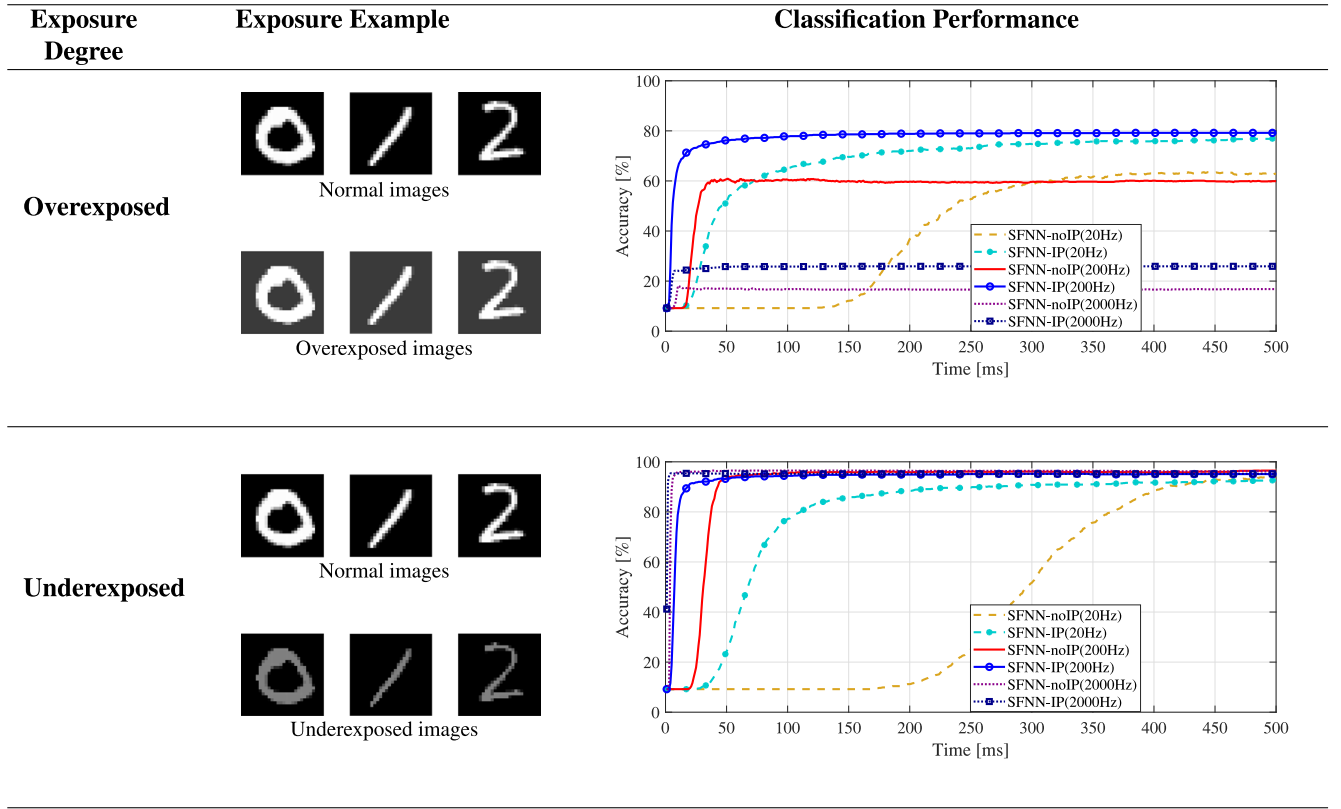 Exposure Degree
Exposure Example
Classification Performance
Overexposed
Normal images
Overexposed images
Accuracy [%]
100
80
60
40
20
0
SFNN-noIP(20Hz)
SFNN-IP(20Hz)
SFNN-noIP(200Hz)
SFNN-IP(200Hz)
SFNN-noIP(2000Hz)
SFNN-IP(2000Hz)
0 50 100 150 200 250 300 350 400 450 500
Time [ms]
Underexposed
Normal images
Underexposed images
Accuracy [%]
100
80
60
40
20
0
SFNN-noIP(20Hz)
SFNN-IP(20Hz)
SFNN-noIP(200Hz)
SFNN-IP(200Hz)
SFNN-noIP(2000Hz)
SFNN-IP(2000Hz)
0 50 100 150 200 250 300 350 400 450 500
Time [ms]